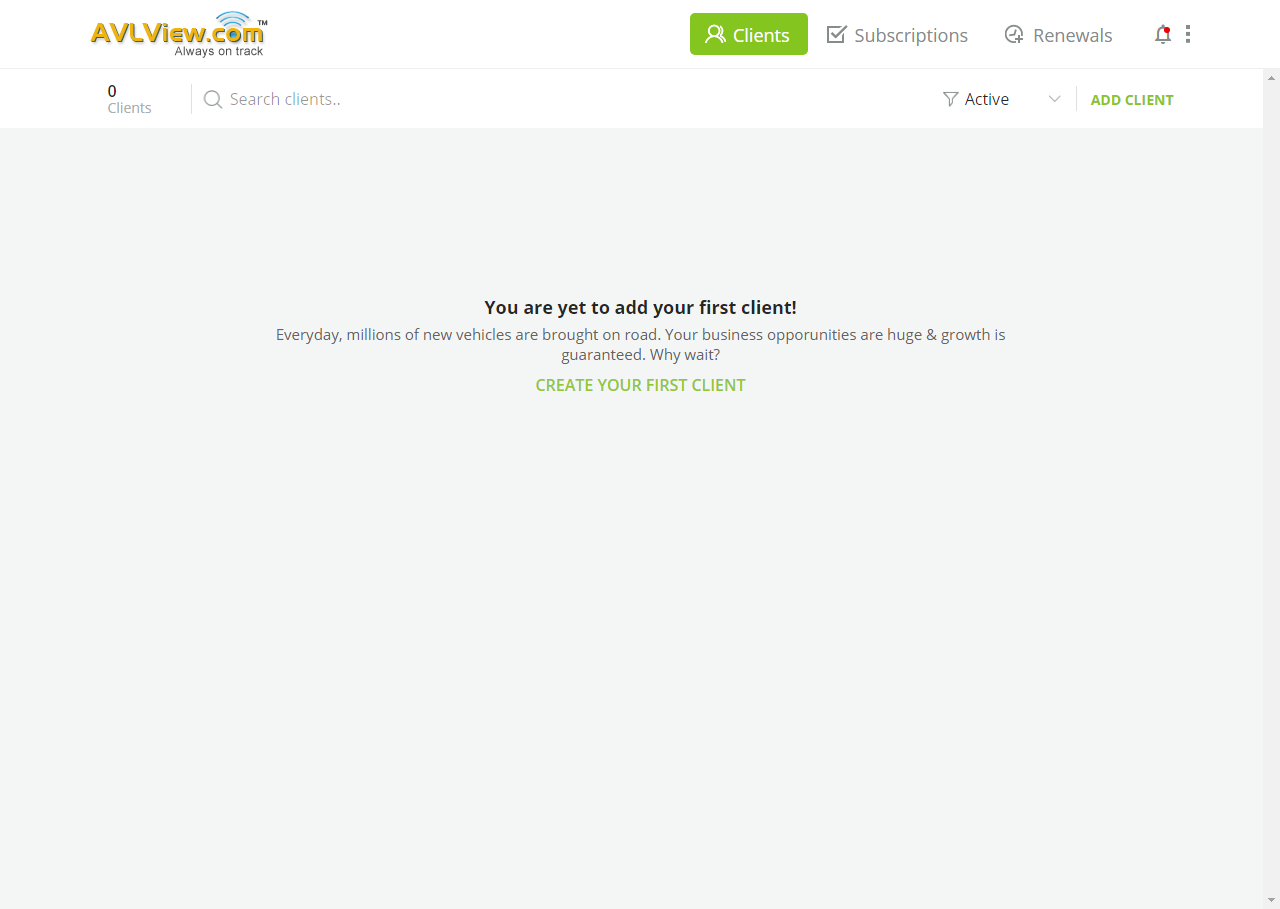 AVLView.com™
Always on track
Clients
Subscriptions
Renewals
0
Clients
Search clients..
Active
ADD CLIENT
You are yet to add your first client!
Everyday, millions of new vehicles are brought on road. Your business opporunities are huge & growth is
guaranteed. Why wait?
CREATE YOUR FIRST CLIENT